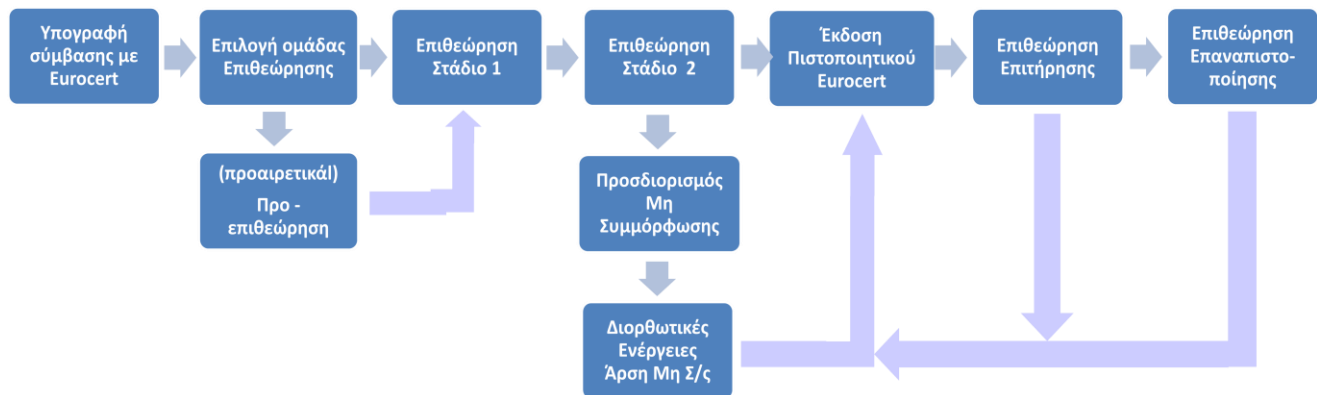 Υπογραφή
σύμβασης με
Eurocert
Επιλογή ομάδας
Επιθεώρησης
Επιθεώρηση
Στάδιο 1
Επιθεώρηση
Στάδιο 2
Έκδοση
Πιστοποιητικού
Eurocert
Επιθεώρηση
Επιτήρησης
Επιθεώρηση
Επαναπιστο-
ποίησης
(προαιρετικάl)
Προ -
επιθεώρηση
Προσδιορισμός
Μη
Συμμόρφωσης
Διορθωτικές
Ενέργειες
Άρση Μη Σ/ς